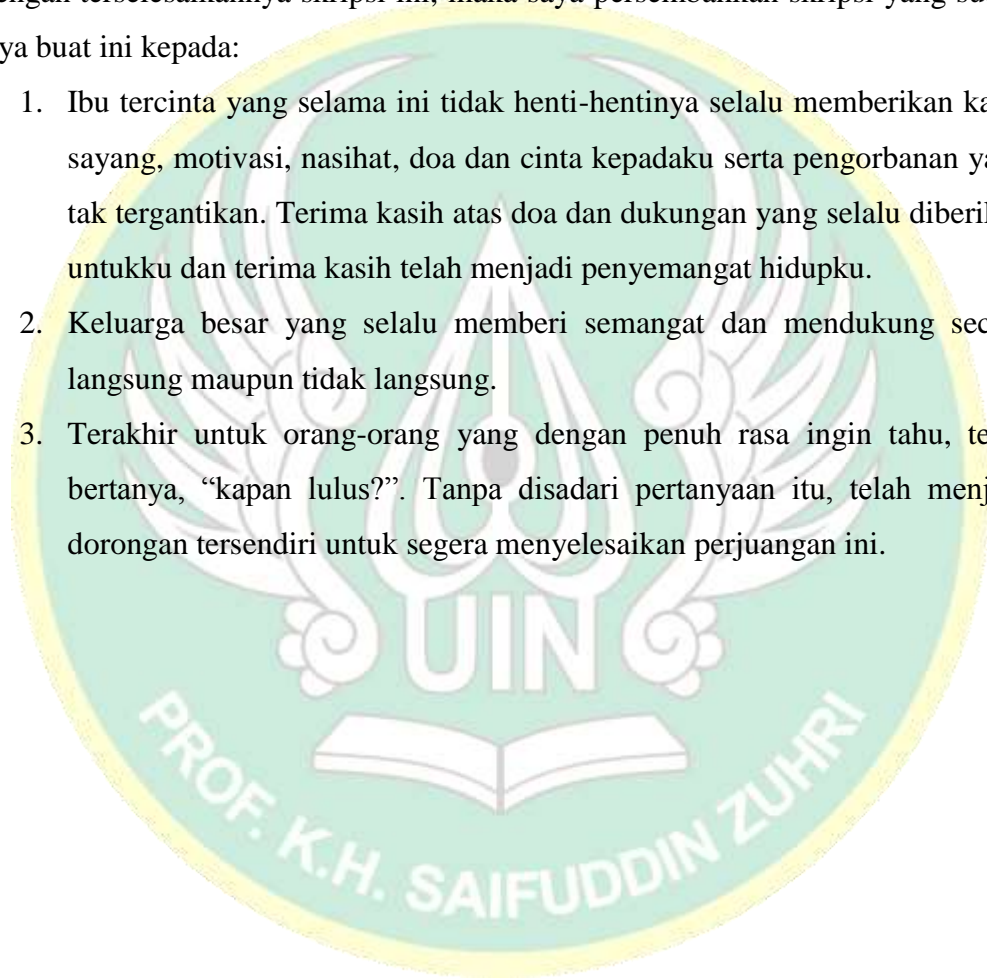 engan terselesaikannya skripsi ini, maka saya persembahkan skripsi yang su
ya buat ini kepada:
1. Ibu tercinta yang selama ini tidak henti-hentinya selalu memberikan ka
sayang, motivasi, nasihat, doa dan cinta kepadaku serta pengorbanan ya
tak tergantikan. Terima kasih atas doa dan dukungan yang selalu diberil
untukku dan terima kasih telah menjadi penyemangat hidupku.
2. Keluarga besar yang selalu memberi semangat dan mendukung sec
langsung maupun tidak langsung.
3. Terakhir untuk orang-orang yang dengan penuh rasa ingin tahu, te
bertanya, “kapan lulus?”. Tanpa disadari pertanyaan itu, telah menj
dorongan tersendiri untuk segera menyelesaikan perjuangan ini.
UIN
PROF. K.H. SAIFUDDIN ZUHRI